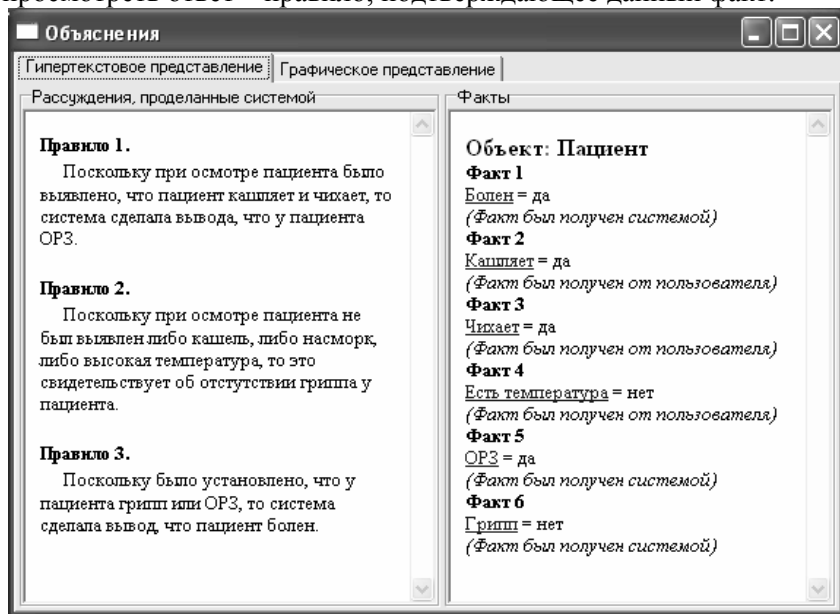 просмотреть ответ – правило, подтверждающее данный факт.
Объяснения
Гипертекстовое представление
Графическое представление
Рассуждения, проделанные системой
Правило 1.
Поскольку при осмотре пациента было
выявлено, что пациент кашляет и чихает, то
система сделала вывода, что у пациента
ОРЗ.
Правило 2.
Поскольку при осмотре пациента не
был выявлен либо кашель, либо насморк,
либо высокая температура, то это
свидетельствует об отстутствии гриппа у
пациента.
Правило 3.
Поскольку было установлено, что у
пациента грипп или ОРЗ, то система
сделала вывод, что пациент болен.
Факты
Объект: Пациент
Факт 1
Болен = да
(Факт был получен системой)
Факт 2
Кашляет = да
(Факт был получен от пользователя)
Факт 3
Чихает = да
(Факт был получен от пользователя)
Факт 4
Есть температура = нет
(Факт был получен от пользователя)
Факт 5
ОРЗ = да
(Факт был получен системой)
Факт 6
Грипп = нет
(Факт был получен системой)